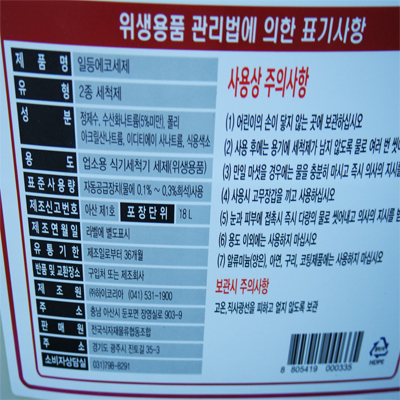 위생용품 관리법에 의한 표기사항
제 품 명 일등에코세제
유 형 2종 세척제
성 분 정제수, 수산화나트륨(5%미만), 폴리
아크릴산나트륨, 이디티에이 사나트륨, 식용색소
용 도 업소용 식기세척기 세제(위생용품)
표준사용량 자동공급장치(물에 0.1% ~ 0.3%희석)사용
제조신고번호 아산 제1호 포장단위 18 L
제조연월일 라벨에 별도표시
유통기한 제조일로부터 36개월
반품 및 교환장소 구입처 또는 제조회사
제 조 원 ㈜하이코리아 (041) 531-1900
주 소 충남 아산시 둔포면 정명실로 903-9
판 매 원 전국식자재물유협동조합
주 소 경기도 광주시 진토길 35-3
소비자상담실 031)798-8291
사용상 주의사항
(1) 어린이의 손이 닿지 않는 곳에 보관하십시오
(2) 사용 후에는 용기에 세척제가 남지 않도록 물로 여러 번 씻
(3) 만일 마셧을 경우에는 물을 충분히 마시고 즉시 의사의 지시를
(4) 사용시 고무장갑을 끼고 사용하십시오
(5) 눈과 피부에 접촉시 즉시 다량의 물로 씻어내고 의사의 지시를 받
(6) 용도 이외에는 사용하지 마십시오
(7) 알류미늄(양은), 아연, 구리, 코팅제품에는 사용하지 마십시오
보관시 주의사항
고온,직사광선을 피하고 얼지 않도록 보관
8 805419 000335
HDPE